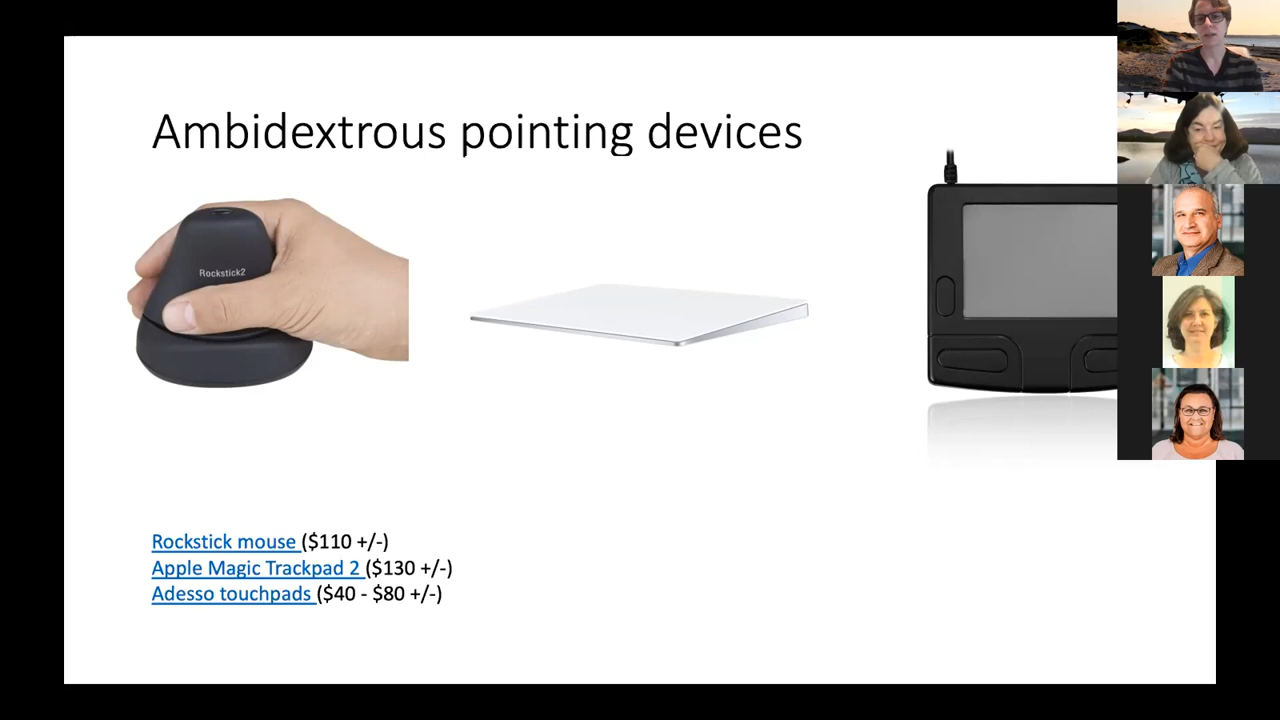 Ambidextrous pointing devices
Rockstick2
Rockstick mouse ($110 +/-)
Apple Magic Trackpad 2 ($130 +/-)
Adesso touchpads ($40 - $80 +/-)